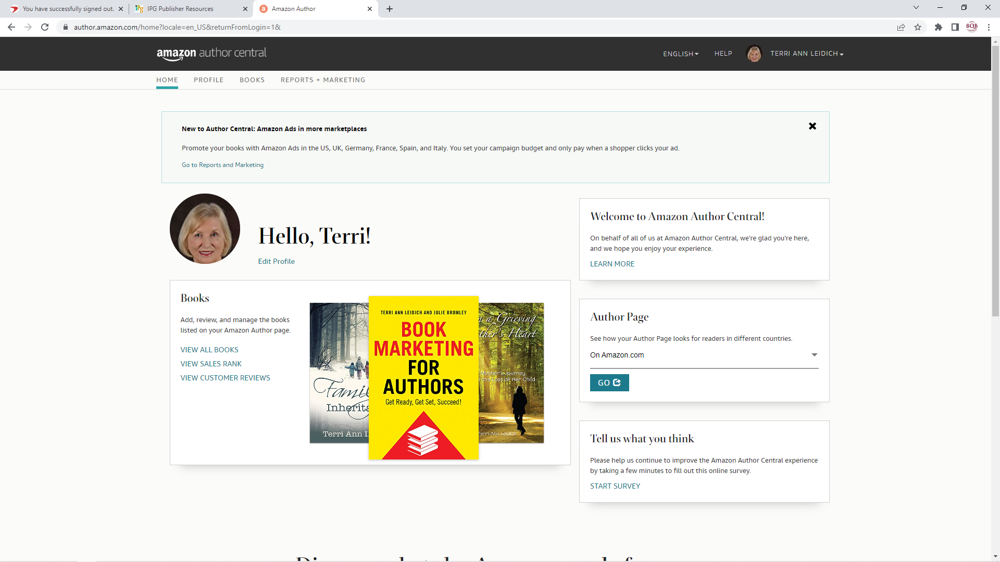 You have successfully signed out.
IPG Publisher Resources
Amazon Author
author.amazon.com/home?locale=en_US&returnFromLogin=1&
BQB
amazon author central
ENGLISH
HELP
TERRI ANN LEIDICH
HOME
PROFILE
BOOKS
REPORTS + MARKETING
New to Author Central: Amazon Ads in more marketplaces
Promote your books with Amazon Ads in the US, UK, Germany, France, Spain, and Italy. You set your campaign budget and only pay when a shopper clicks your ad.
Go to Reports and Marketing
Hello, Terri!
Edit Profile
Books
Add, review, and manage the books
listed on your Amazon Author page.
VIEW ALL BOOKS
VIEW SALES RANK
VIEW CUSTOMER REVIEWS
Famil
Inherita
Terri Ann L
TERRI ANN LEIDICH AND JULIE BROMLEY
BOOK
MARKETING
FOR
AUTHORS
Get Ready, Get Set, Succeed!
a Grieving
ther's Heart
Mother's Journey
the Loss of Her Child
Terri Ann Leidich
Welcome to Amazon Author Central!
On behalf of all of us at Amazon Author Central, we're glad you're here,
and we hope you enjoy your experience.
LEARN MORE
Author Page
See how your Author Page looks for readers in different countries.
On Amazon.com
GO
Tell us what you think
Please help us continue to improve the Amazon Author Central experience
by taking a few minutes to fill out this online survey.
START SURVEY